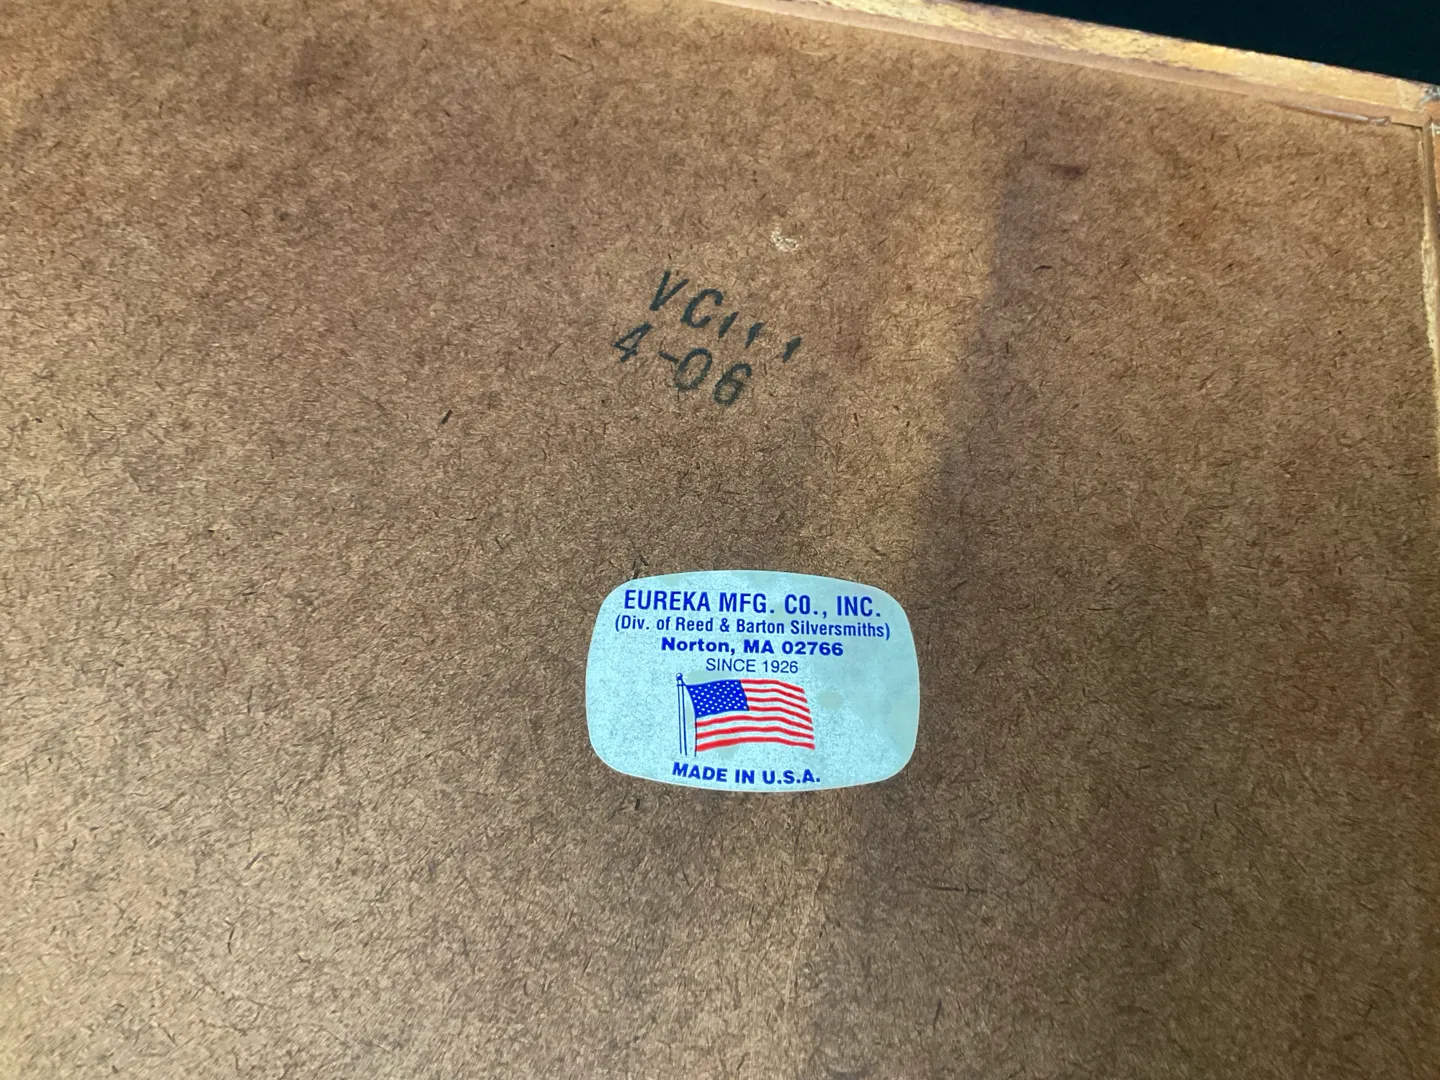 VC111
4-06
EUREKA MFG. CO., INC.
(Div. of Reed & Barton Silversmiths)
Norton, MA 02766
SINCE 1926
MADE IN U.S.A.